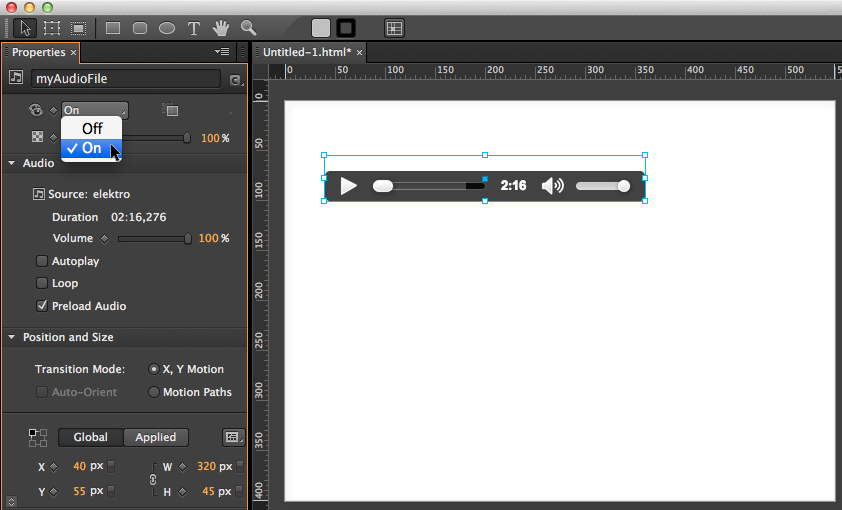 T
Properties ×
Untitled-1.html* ×
myAudioFile
C
On
Off
✓ On
100 %
Audio
Source: elektro
Duration 02:16,276
Volume 100 %
Autoplay
Loop
Preload Audio
Position and Size
Transition Mode: X, Y Motion
Auto-Orient Motion Paths
Global Applied
X 40 px W 320 px
Y 55 px H 45 px
0 50 100 150 200 250 300 350 400 450 500 550
0
50
100
150
200
250
300
350
400
2:16